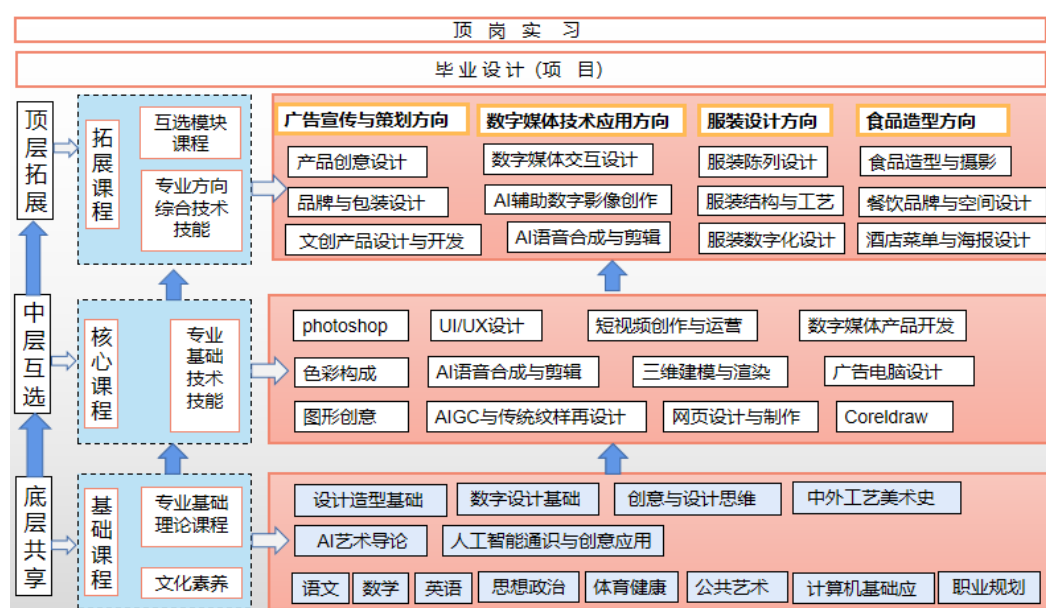 顶 岗 实 习
毕业设计 (项 目)
顶层拓展
拓展课程
互选模块
课程
专业方向
综合技术
技能
广告宣传与策划方向
数字媒体技术应用方向
服装设计方向
食品造型方向
产品创意设计
数字媒体交互设计
服装陈列设计
食品造型与摄影
品牌与包装设计
AI辅助数字影像创作
服装结构与工艺
餐饮品牌与空间设计
文创产品设计与开发
AI语音合成与剪辑
服装数字化设计
酒店菜单与海报设计
中层互选
核心课程
专业
基础
技术
技能
photoshop
UI/UX设计
短视频创作与运营
数字媒体产品开发
色彩构成
AI语音合成与剪辑
三维建模与渲染
广告电脑设计
图形创意
AIGC与传统纹样再设计
网页设计与制作
Coreldraw
底层共享
基础课程
专业基础
理论课程
文化素养
设计造型基础
数字设计基础
创意与设计思维
中外工艺美术史
AI艺术导论
人工智能通识与创意应用
语文
数学
英语
思想政治
体育健康
公共艺术
计算机基础应
职业规划